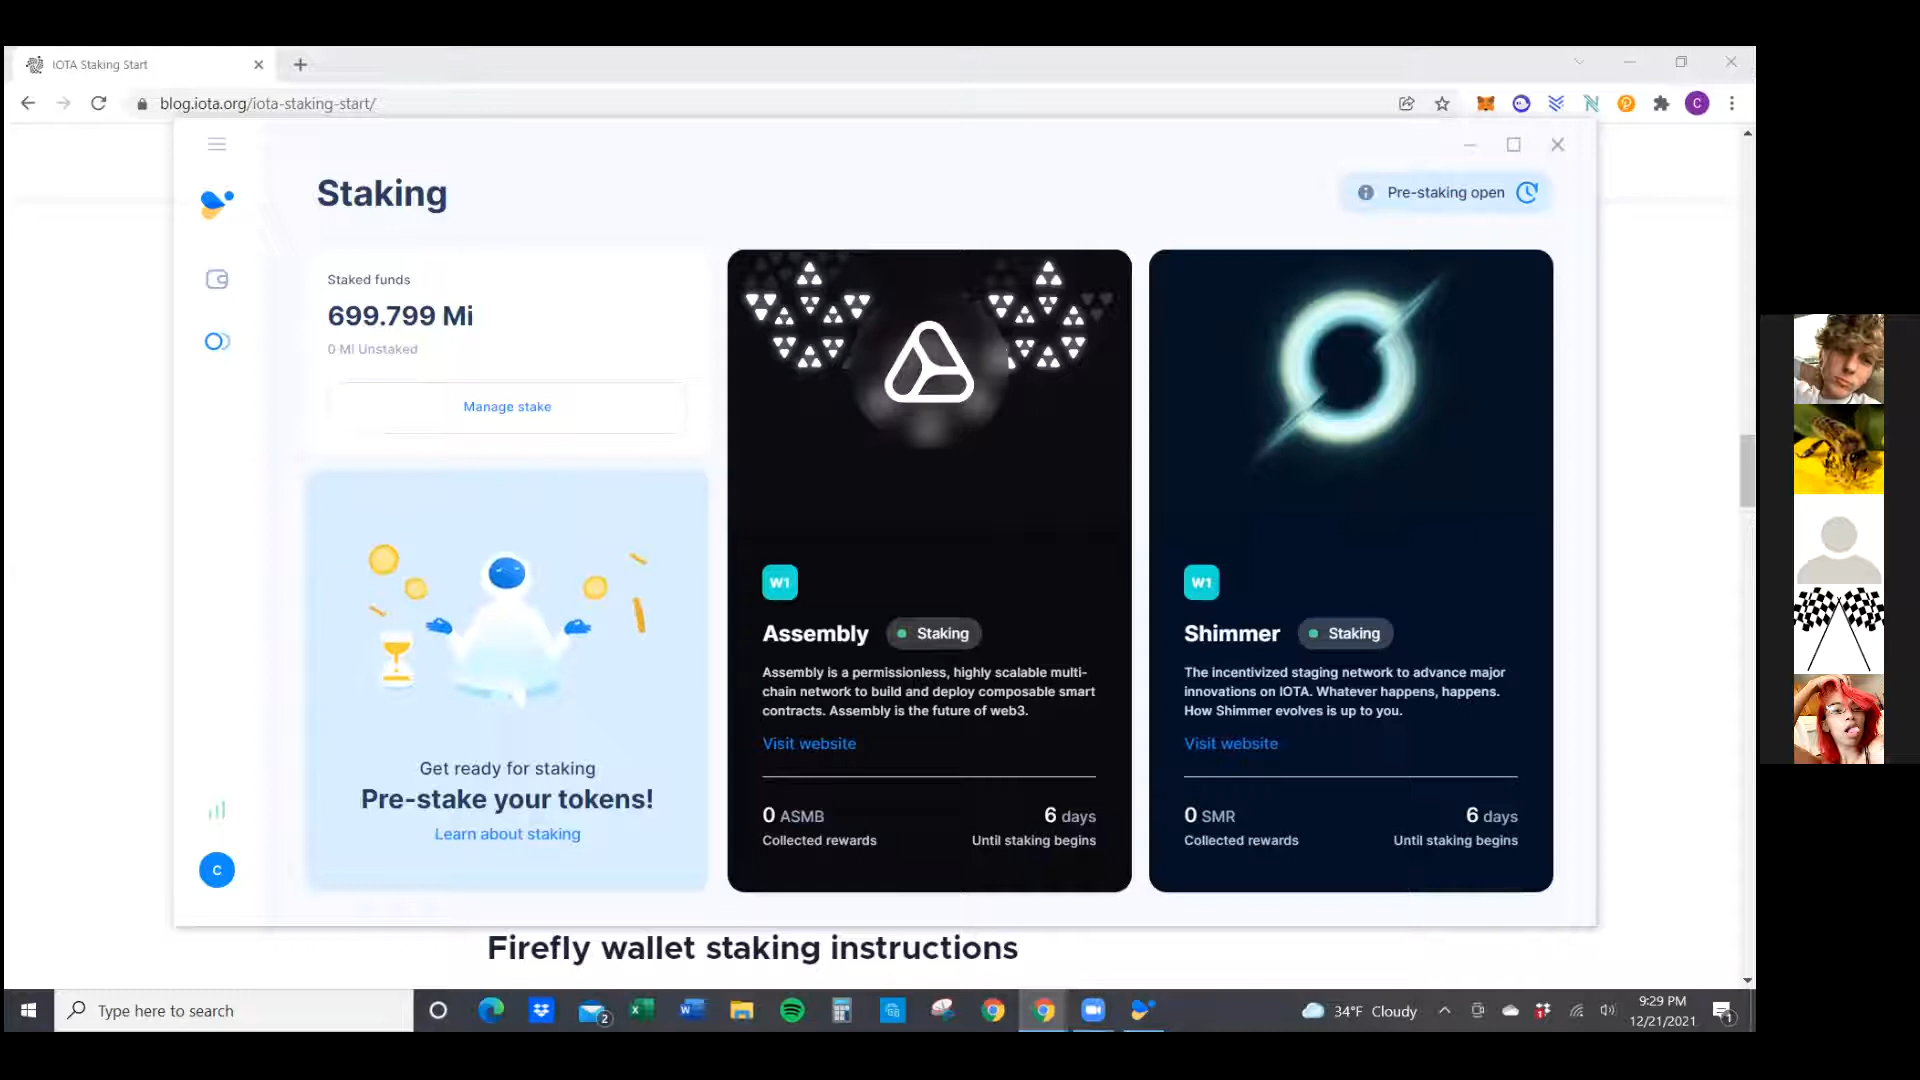 IOTA Staking Start
blog.iota.org/iota-staking-start/
C
Staking
Pre-staking open
Staked funds
699.799 Mi
0 Mi Unstaked
Manage stake
Get ready for staking
Pre-stake your tokens!
Learn about staking
C
W1
Assembly
Staking
Assembly is a permissionless, highly scalable multi-
chain network to build and deploy composable smart
contracts. Assembly is the future of web3.
Visit website
0 ASMB
6 days
Collected rewards
Until staking begins
W1
Shimmer
Staking
The incentivized staging network to advance major
innovations on IOTA. Whatever happens, happens.
How Shimmer evolves is up to you.
Visit website
0 SMR
6 days
Collected rewards
Until staking begins
Firefly wallet staking instructions
Type here to search
2
34°F Cloudy
9:29 PM
12/21/2021
1